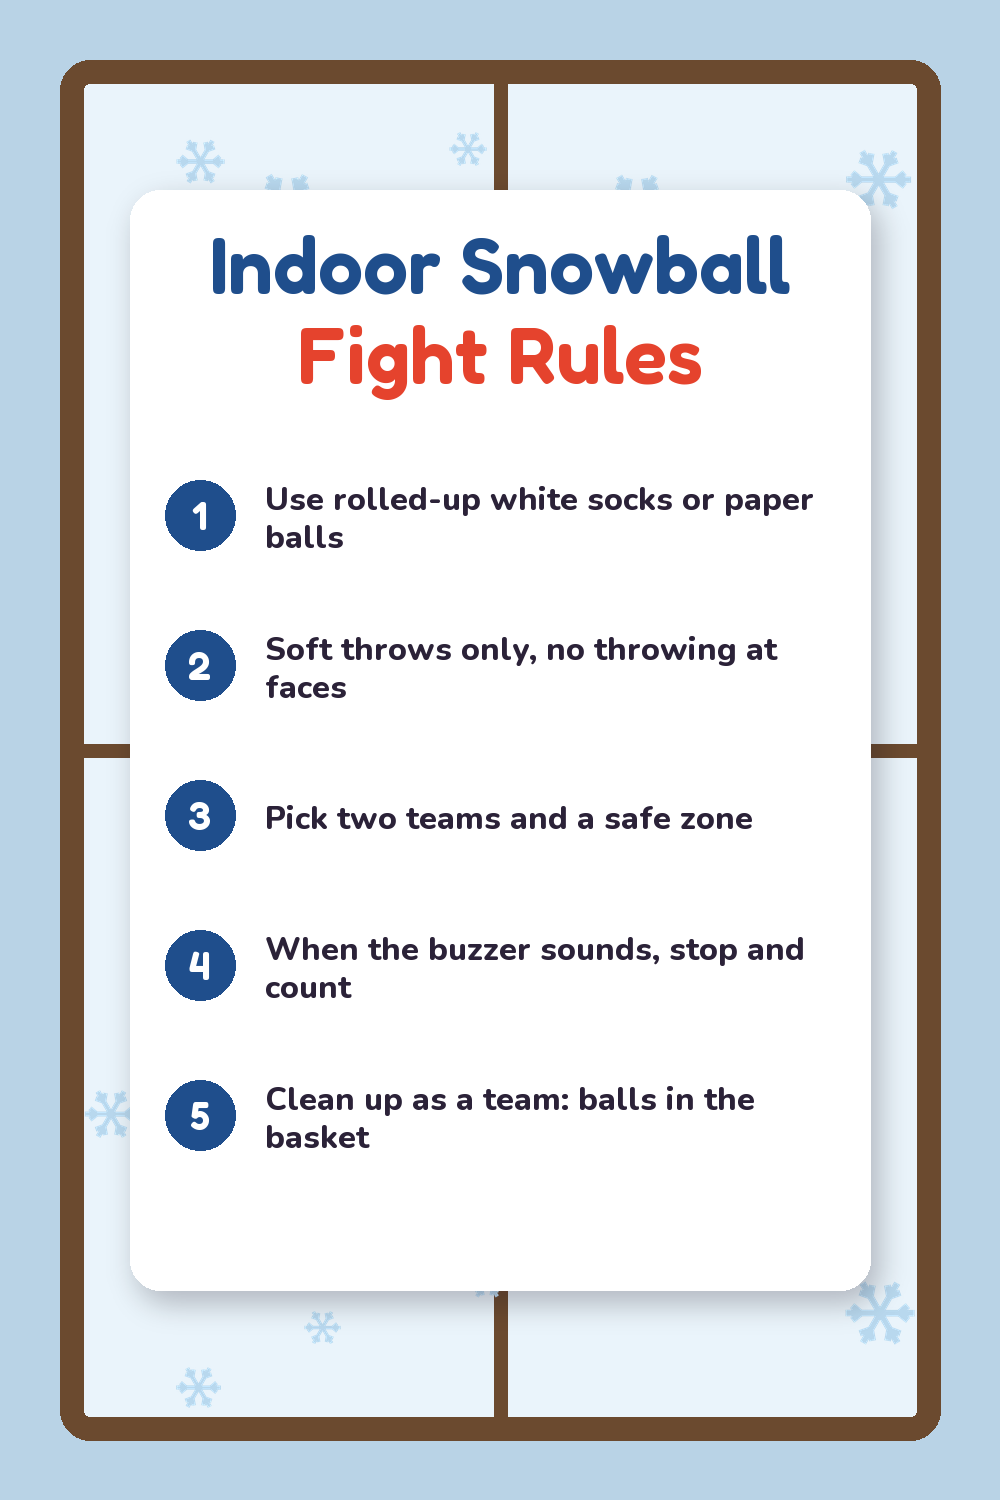 Indoor Snowball
Fight Rules
1 Use rolled-up white socks or paper
balls
2 Soft throws only, no throwing at
faces
3 Pick two teams and a safe zone
4 When the buzzer sounds, stop and
count
5 Clean up as a team: balls in the
basket